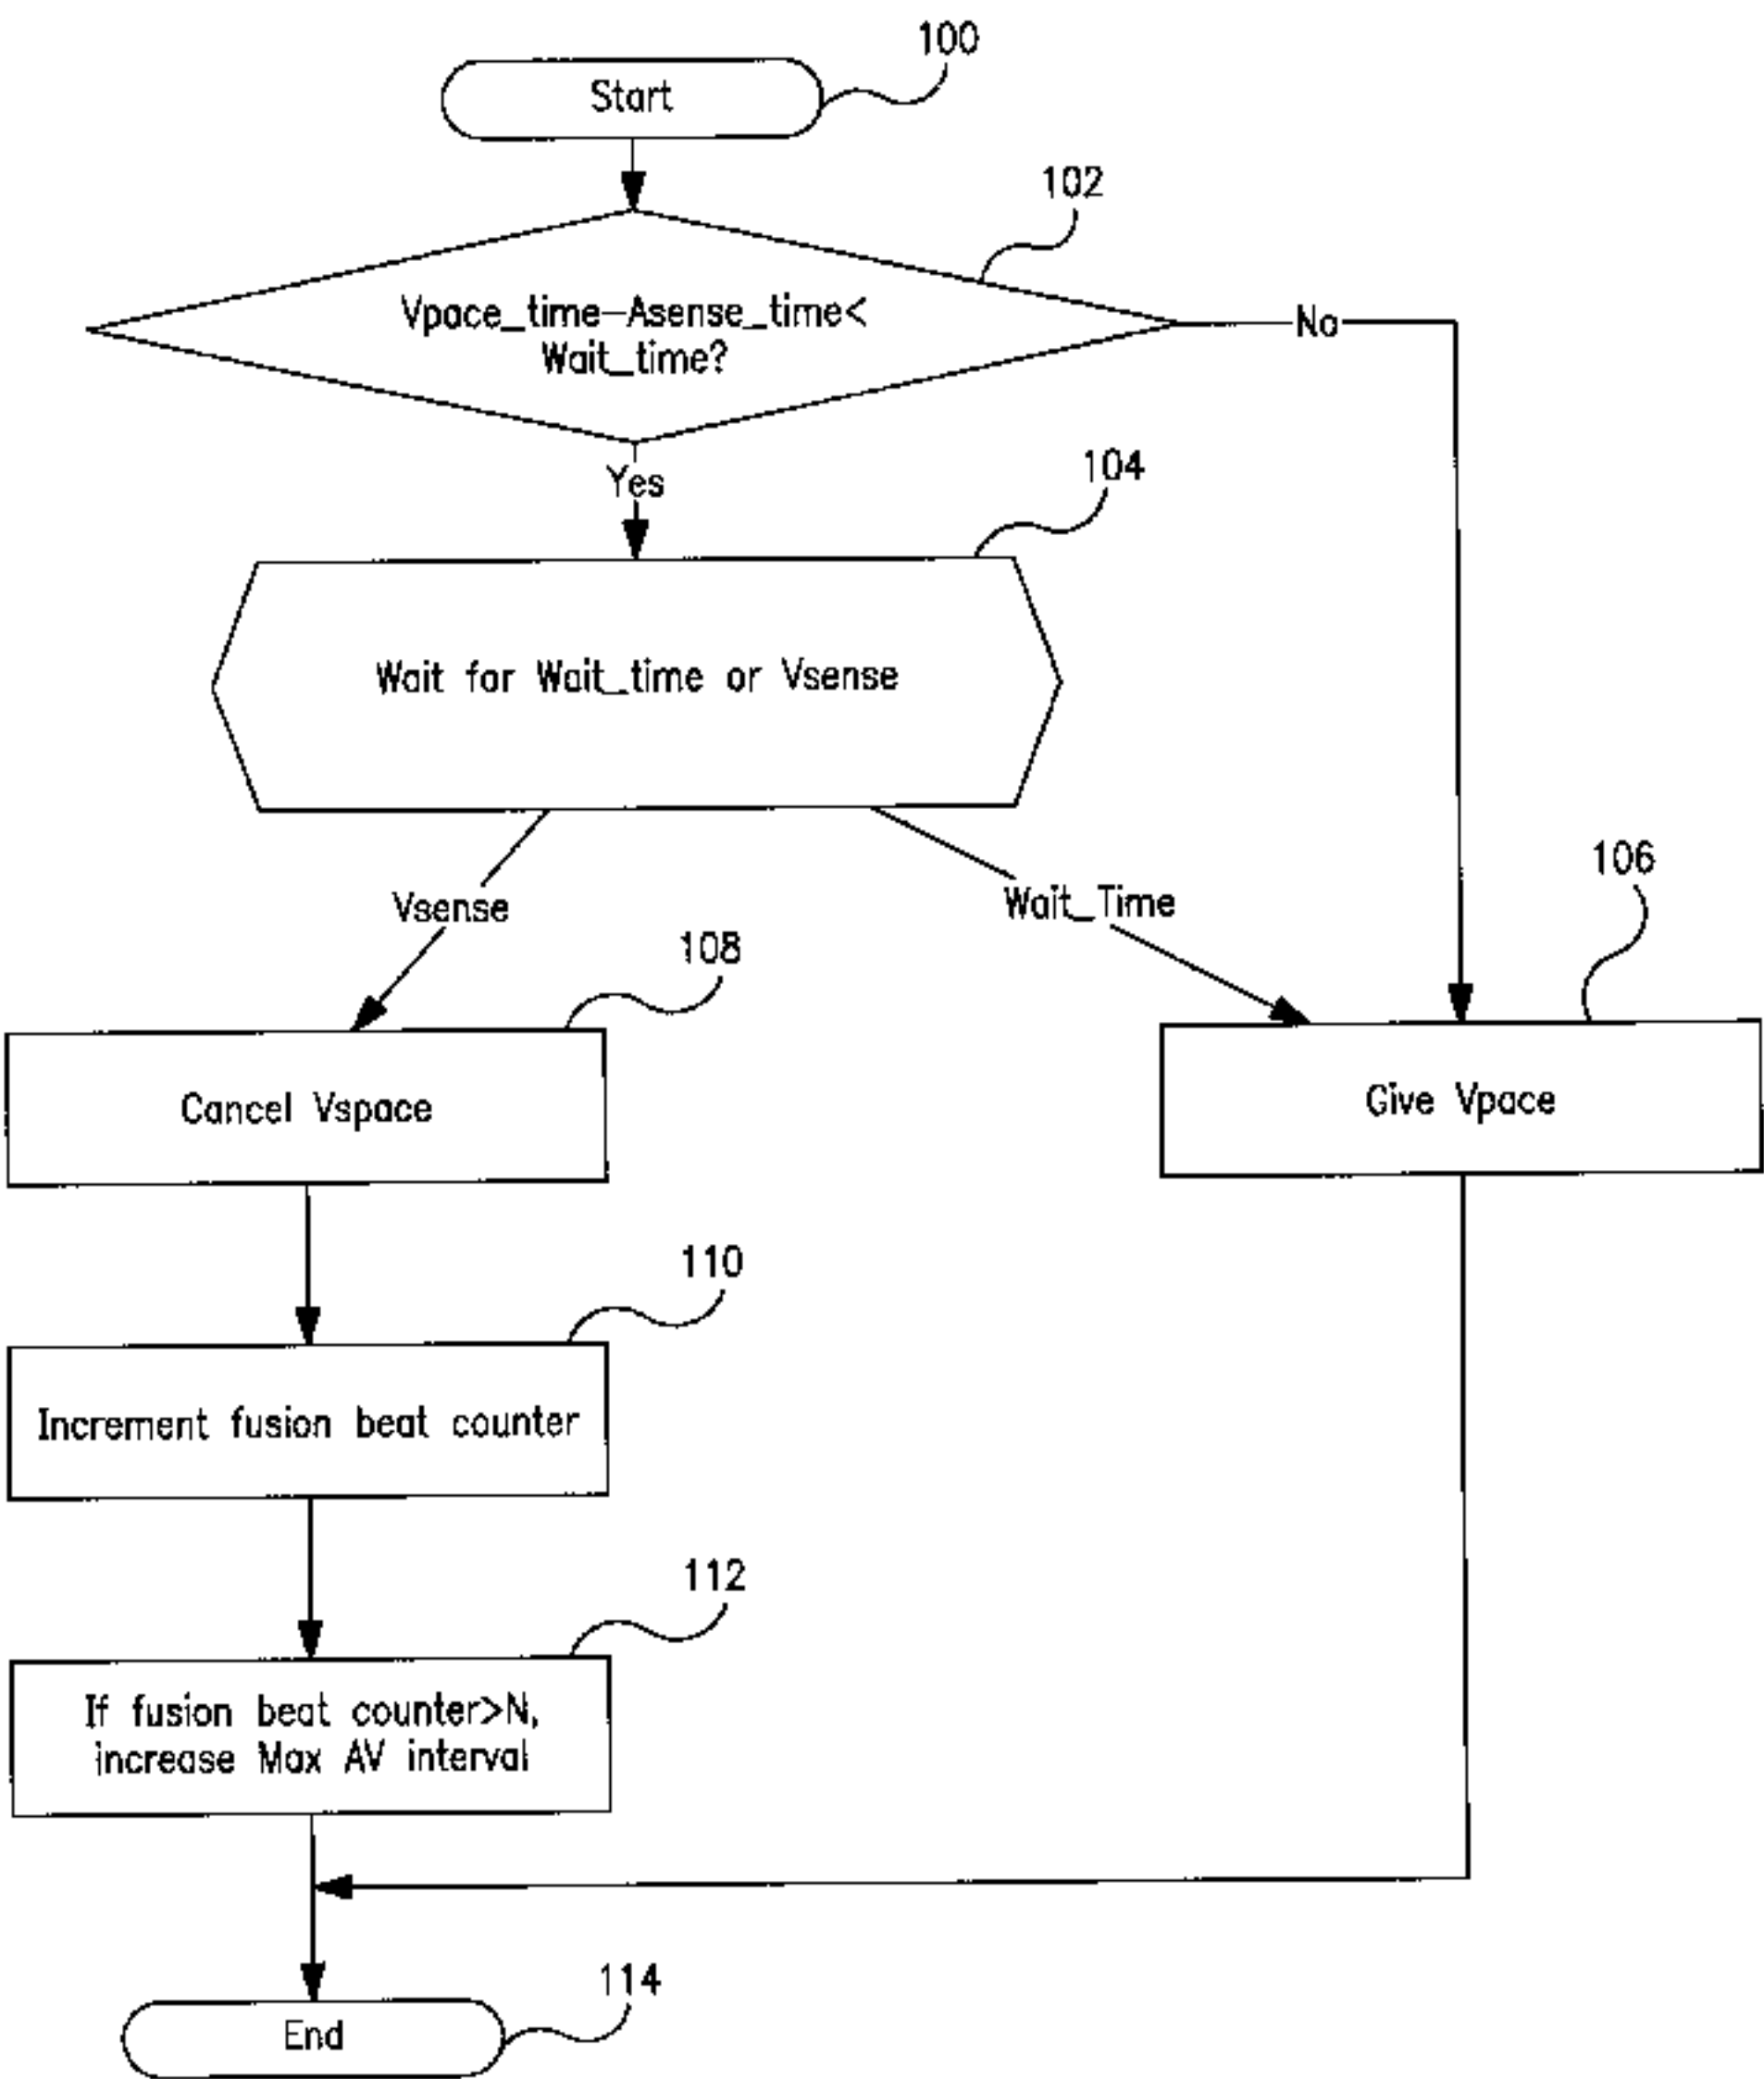 100
Start
102
Vpace_time-Asense_time<
Wait_time?
No
Yes
104
Wait for Wait_time or Vsense
Vsense
Wait_Time
106
108
Cancel Vspace
Give Vpace
110
Increment fusion beat counter
112
If fusion beat counter>N,
increase Max AV interval
114
End